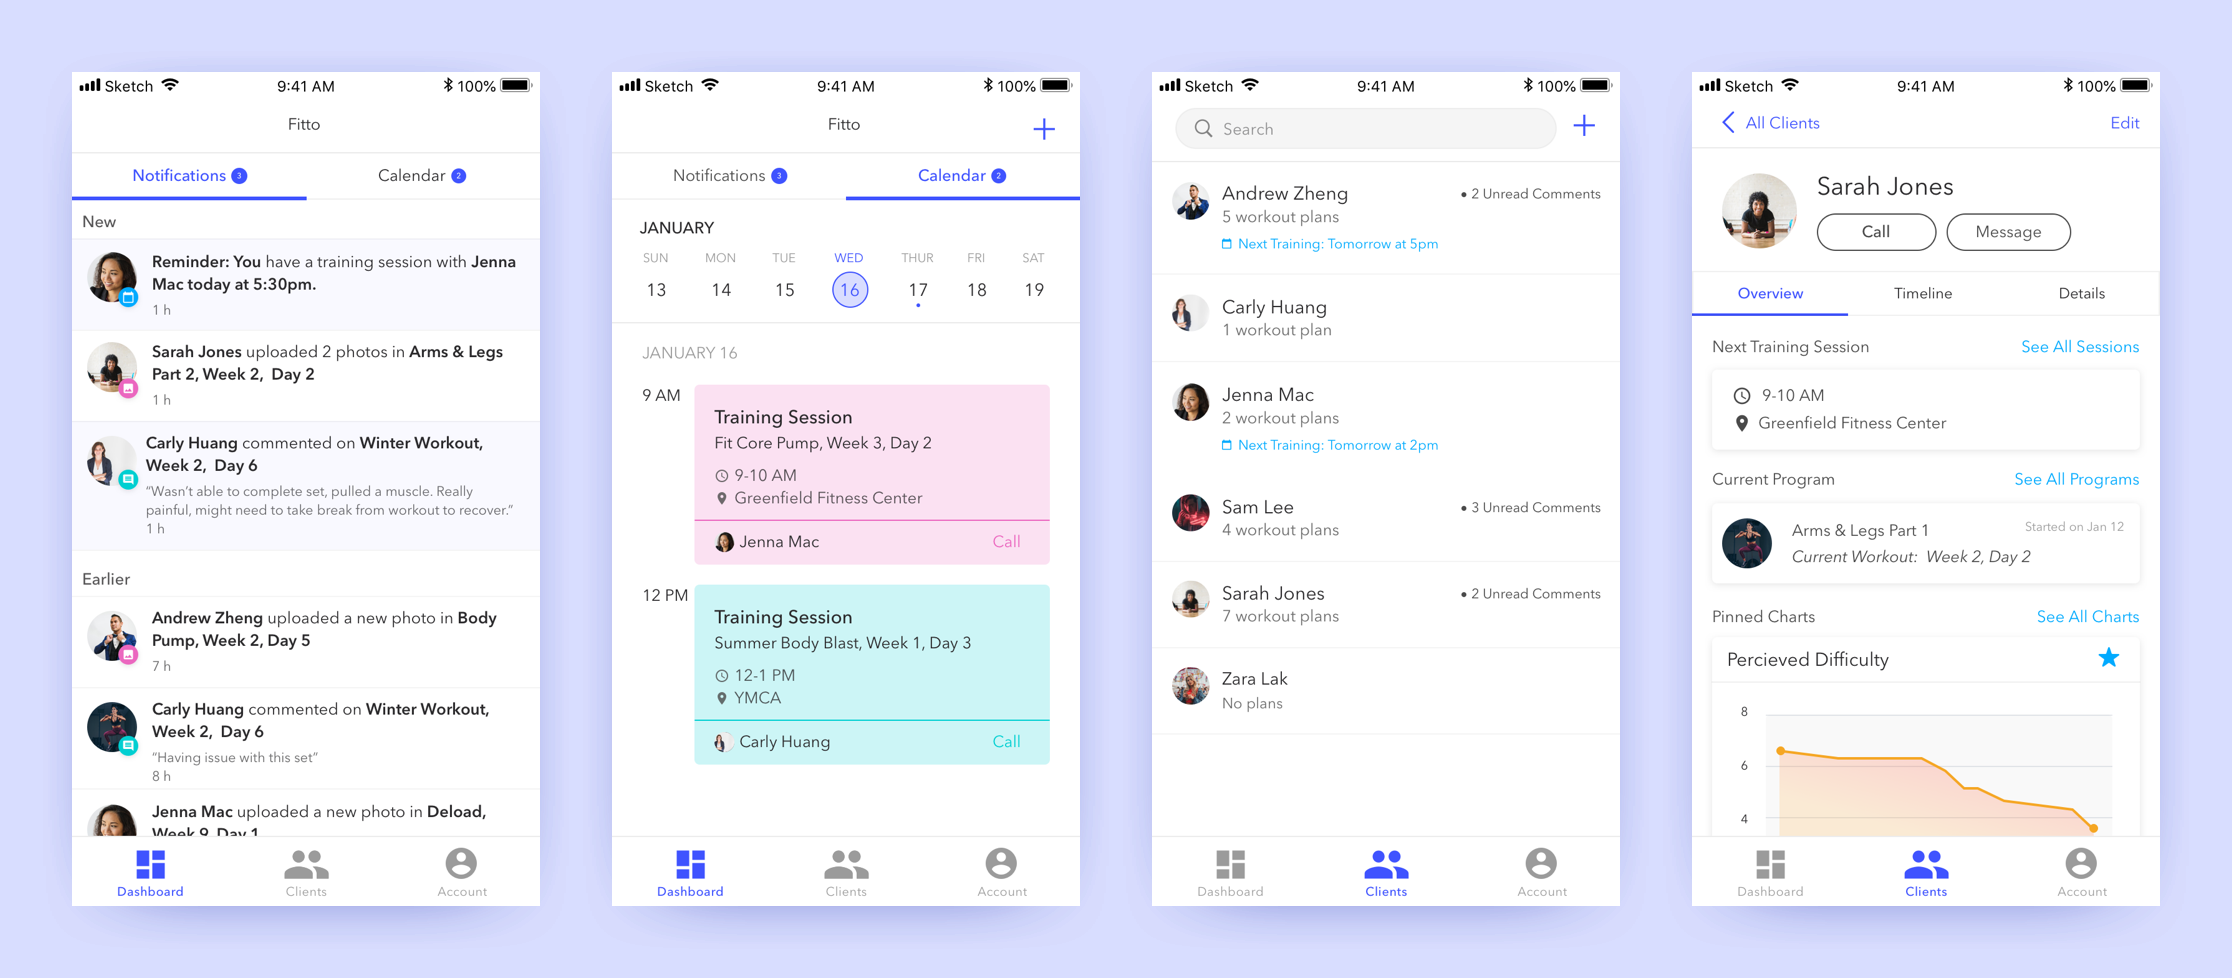 Sketch 9:41 AM 100%
Fitto
Notifications 3 Calendar 2
New
Reminder: You have a training session with Jenna
Mac today at 5:30pm.
1 h
Sarah Jones uploaded 2 photos in Arms & Legs
Part 2, Week 2, Day 2
1 h
Carly Huang commented on Winter Workout,
Week 2, Day 6
“Wasn’t able to complete set, pulled a muscle. Really
painful, might need to take break from workout to recover.”
1 h
Earlier
Andrew Zheng uploaded a new photo in Body
Pump, Week 2, Day 5
7 h
Carly Huang commented on Winter Workout,
Week 2, Day 6
“Having issue with this set“
8 h
Jenna Mac uploaded a new photo in Deload,
Week 9, Day 1
Dashboard Clients Account
Sketch 9:41 AM 100%
Fitto
Notifications 3 Calendar 2
JANUARY
SUN MON TUE WED THUR FRI SAT
13 14 15 16 17 18 19
JANUARY 16
9 AM
Training Session
Fit Core Pump, Week 3, Day 2
9-10 AM
Greenfield Fitness Center
Jenna Mac Call
12 PM
Training Session
Summer Body Blast, Week 1, Day 3
12-1 PM
YMCA
Carly Huang Call
Dashboard Clients Account
Sketch 9:41 AM 100%
Search
Andrew Zheng • 2 Unread Comments
5 workout plans
Next Training: Tomorrow at 5pm
Carly Huang
1 workout plan
Jenna Mac
2 workout plans
Next Training: Tomorrow at 2pm
Sam Lee • 3 Unread Comments
4 workout plans
Sarah Jones • 2 Unread Comments
7 workout plans
Zara Lak
No plans
Dashboard Clients Account
Sketch 9:41 AM 100%
All Clients Edit
Sarah Jones
Call Message
Overview Timeline Details
Next Training Session See All Sessions
9-10 AM
Greenfield Fitness Center
Current Program See All Programs
Arms & Legs Part 1 Started on Jan 12
Current Workout: Week 2, Day 2
Pinned Charts See All Charts
Percieved Difficulty
8
6
4
Dashboard Clients Account